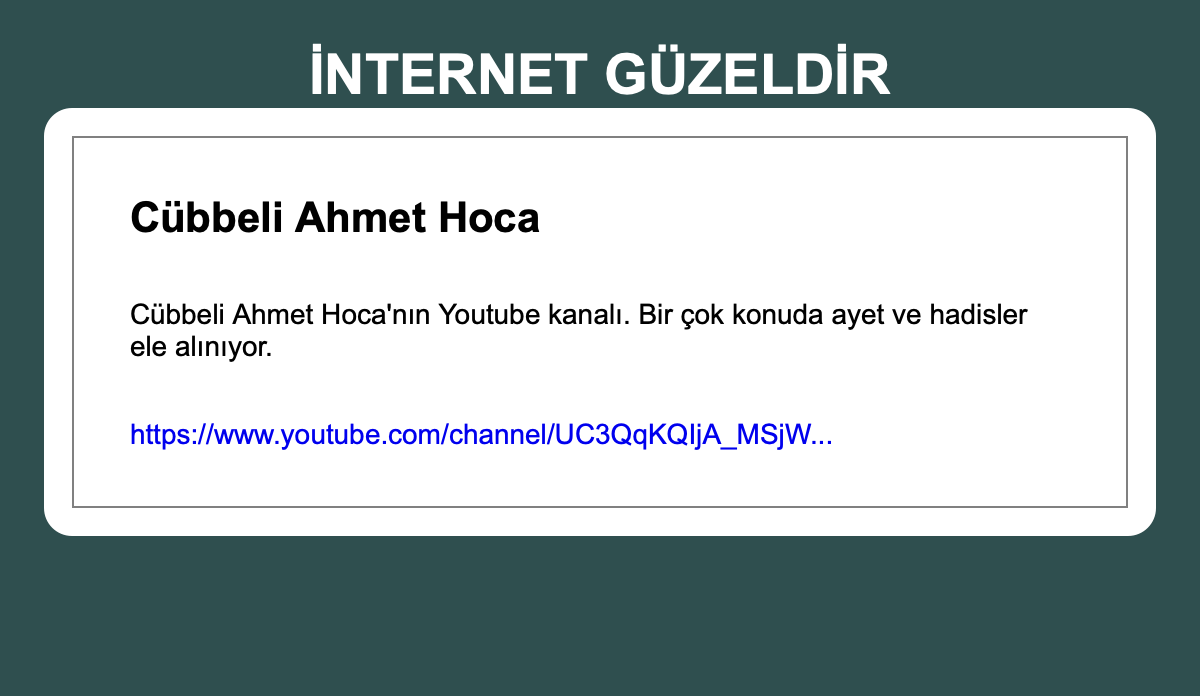 İNTERNET GÜZELDİR
Cübbeli Ahmet Hoca
Cübbeli Ahmet Hoca'nın Youtube kanalı. Bir çok konuda ayet ve hadisler
ele alınıyor.
https://www.youtube.com/channel/UC3QqKQIjA_MSjW...